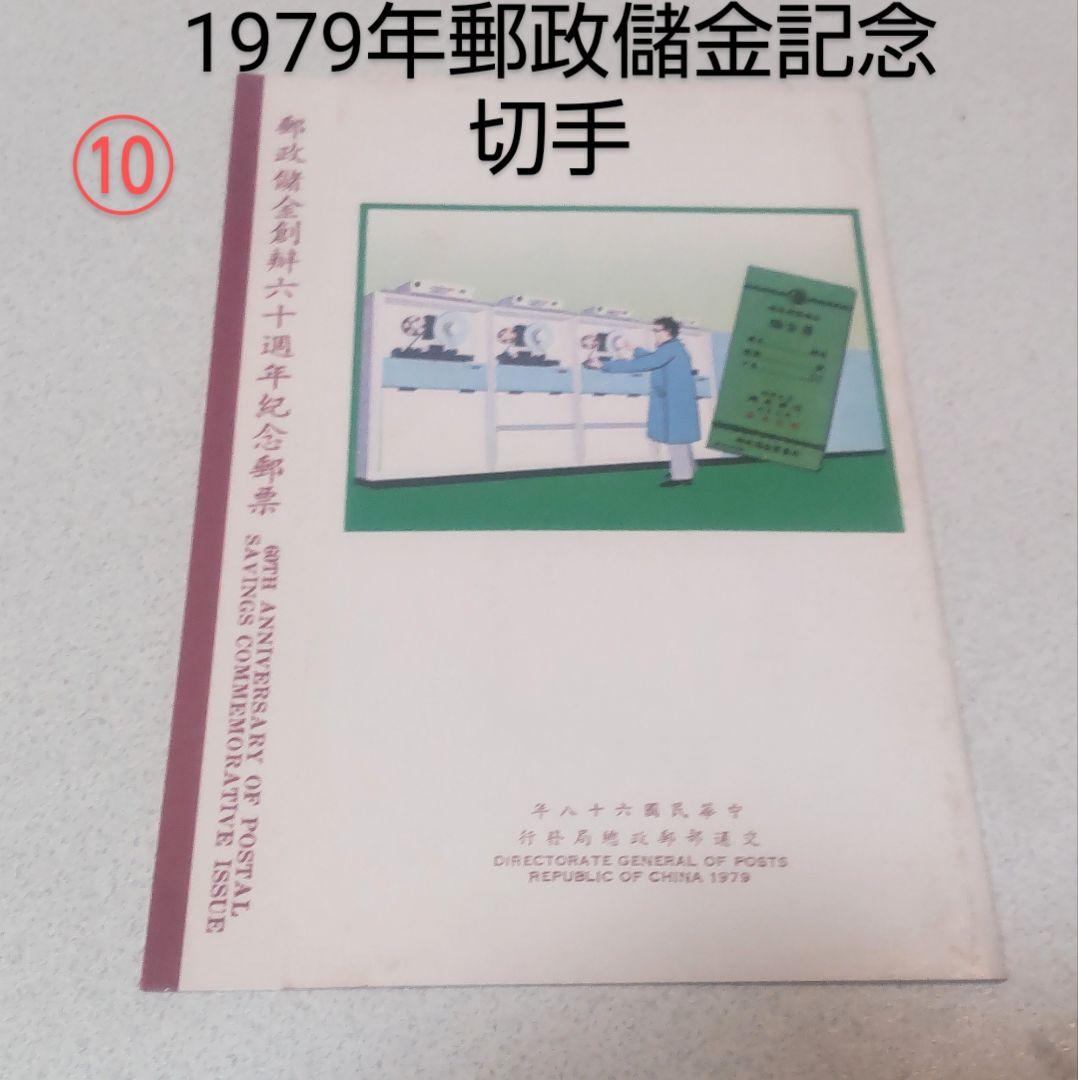 1979年郵政儲金記念
切手
⑩
郵政儲金創辦六十週年紀念郵票
60TH ANNIVERSARY OF POSTAL
SAVINGS COMMEMORATIVE ISSUE
年八十六國民華中
行發局總政郵部通交
DIRECTORATE GENERAL OF POSTS
REPUBLIC OF CHINA 1979